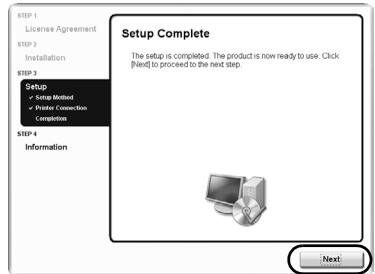 STEP 1
License Agreement
STEP 2
Installation
STEP 3
Setup
✓ Setup Method
✓ Printer Connection
Completion
STEP 4
Information
Setup Complete
The setup is completed. The product is now ready to use. Click
[Next] to proceed to the next step.
Next